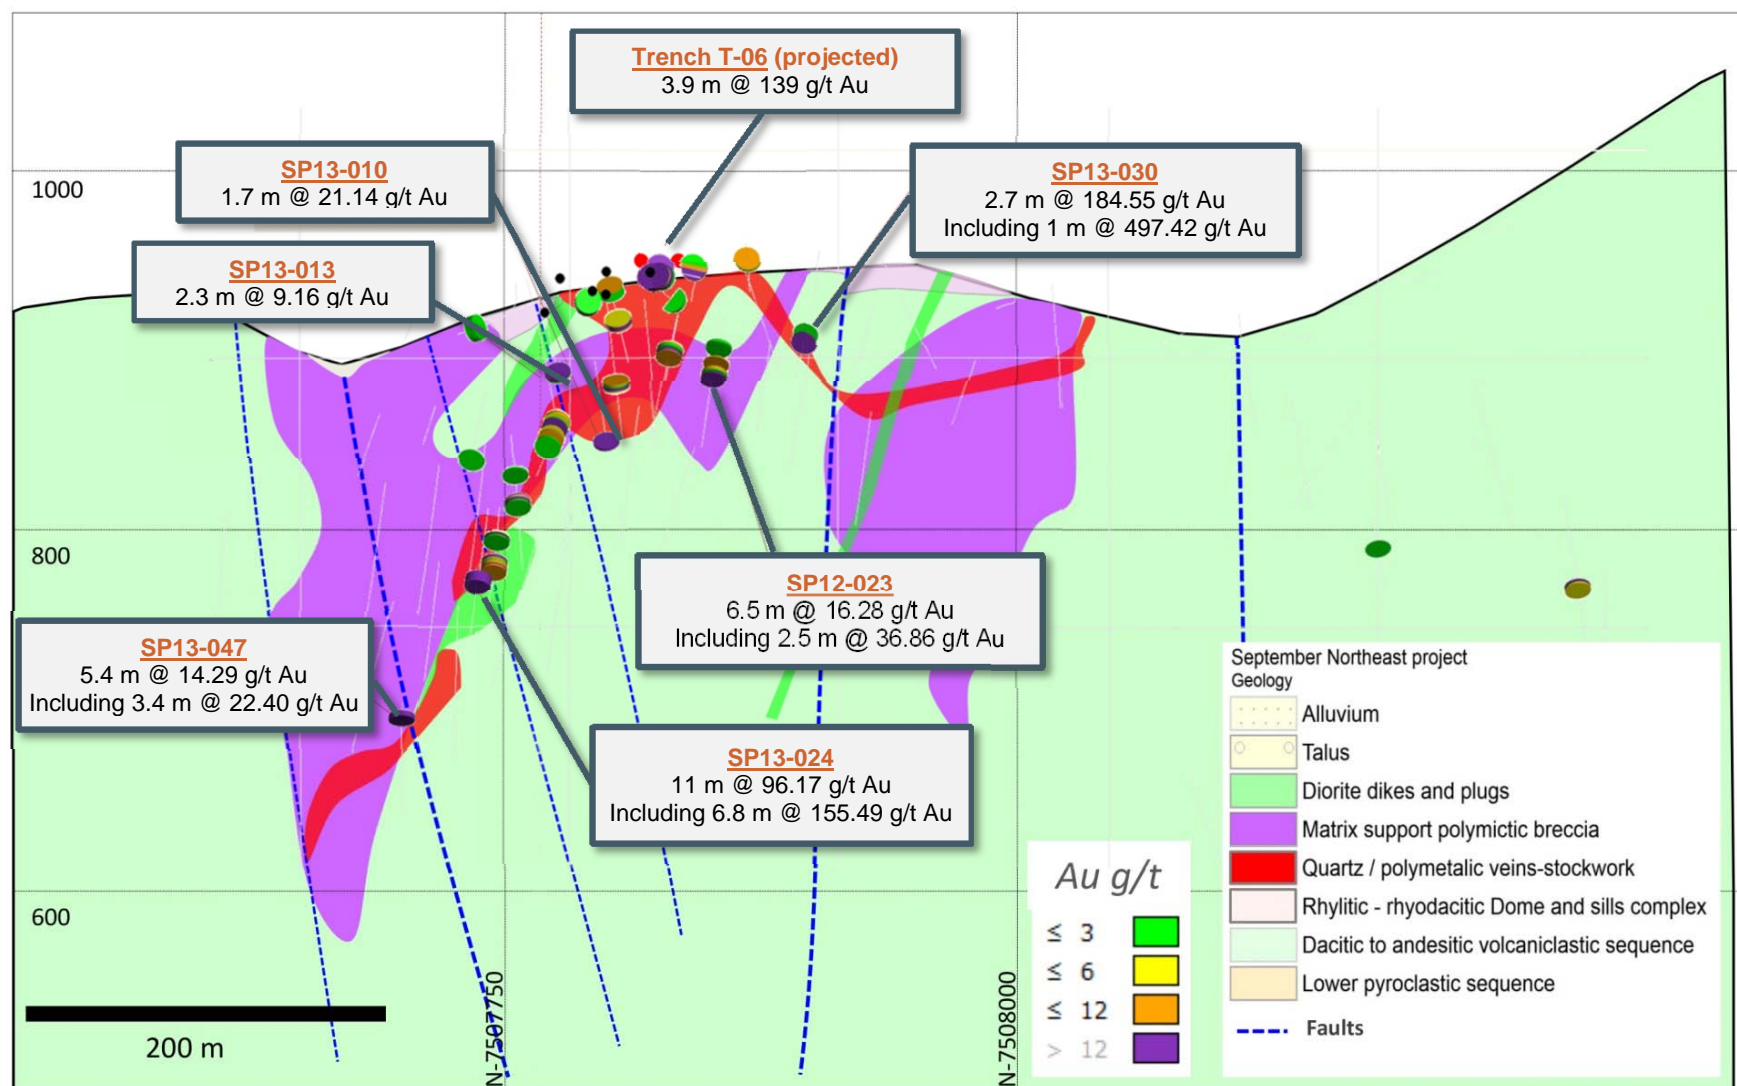 Trench T-06 (projected)
3.9 m @ 139 g/t Au
SP13-010
1.7 m @ 21.14 g/t Au
SP13-030
2.7 m @ 184.55 g/t Au
Including 1 m @ 497.42 g/t Au
1000
SP13-013
2.3 m @ 9.16 g/t Au
800
SP12-023
6.5 m @ 16.28 g/t Au
Including 2.5 m @ 36.86 g/t Au
SP13-047
5.4 m @ 14.29 g/t Au
Including 3.4 m @ 22.40 g/t Au
SP13-024
11 m @ 96.17 g/t Au
Including 6.8 m @ 155.49 g/t Au
600
200 m
N-7507750
N-7508000
Au g/t
≤ 3
≤ 6
≤ 12
> 12
September Northeast project
Geology
Alluvium
Talus
Diorite dikes and plugs
Matrix support polymictic breccia
Quartz / polymetalic veins-stockwork
Rhylitic - rhyodacitic Dome and sills complex
Dacitic to andesitic volcaniclastic sequence
Lower pyroclastic sequence
Faults